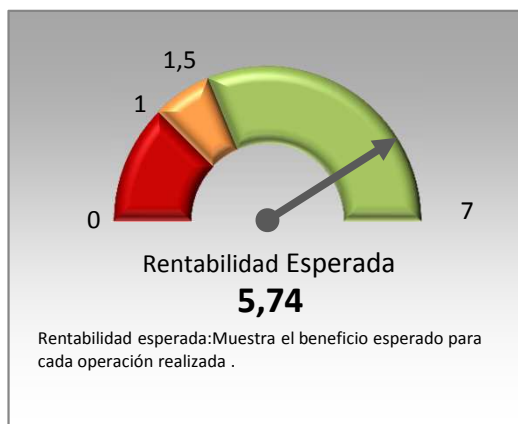 1,5
1
0
7
Rentabilidad Esperada
5,74
Rentabilidad esperada:Muestra el beneficio esperado para
cada operación realizada .